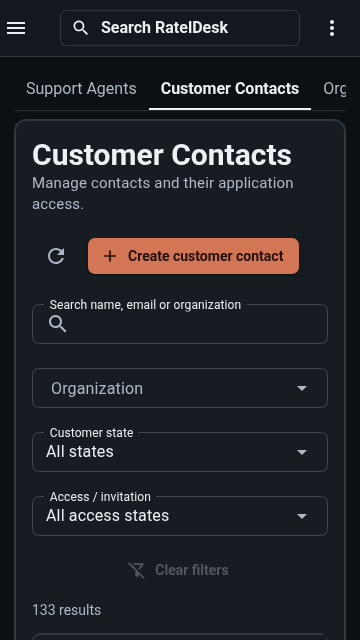 Search RatelDesk
Support Agents Customer Contacts Org
Customer Contacts
Manage contacts and their application
access.
Create customer contact
Search name, email or organization
Organization
Customer state
All states
Access / invitation
All access states
Clear filters
133 results